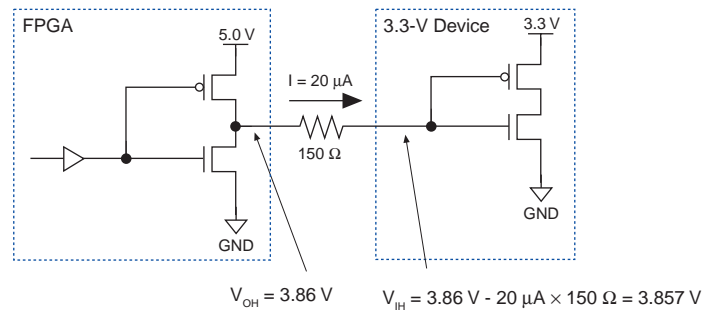 FPGA
3.3-V Device
5.0 V
3.3 V
I = 20 μA
150 Ω
GND
GND
V_OH = 3.86 V
V_IH = 3.86 V - 20 μA × 150 Ω = 3.857 V